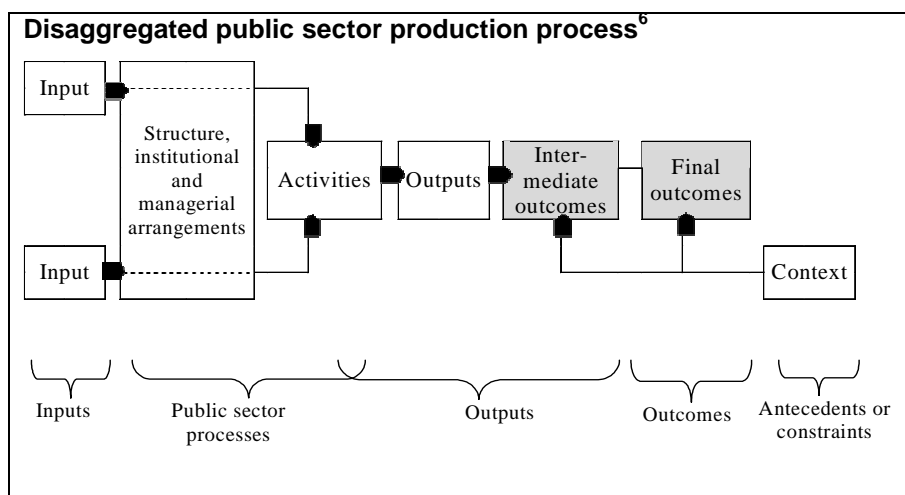 Disaggregated public sector production process6
Input
Structure,
institutional
and
managerial
arrangements
Input
Activities
Outputs
Inter-
mediate
outcomes
Final
outcomes
Context
Inputs
Public sector
processes
Outputs
Outcomes
Antecedents or
constraints